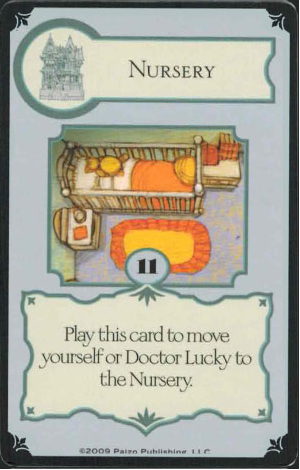 Nursery
11
Play this card to move
yourself or Doctor Lucky to
the Nursery.
©2009 Paizo Publishing, LLC